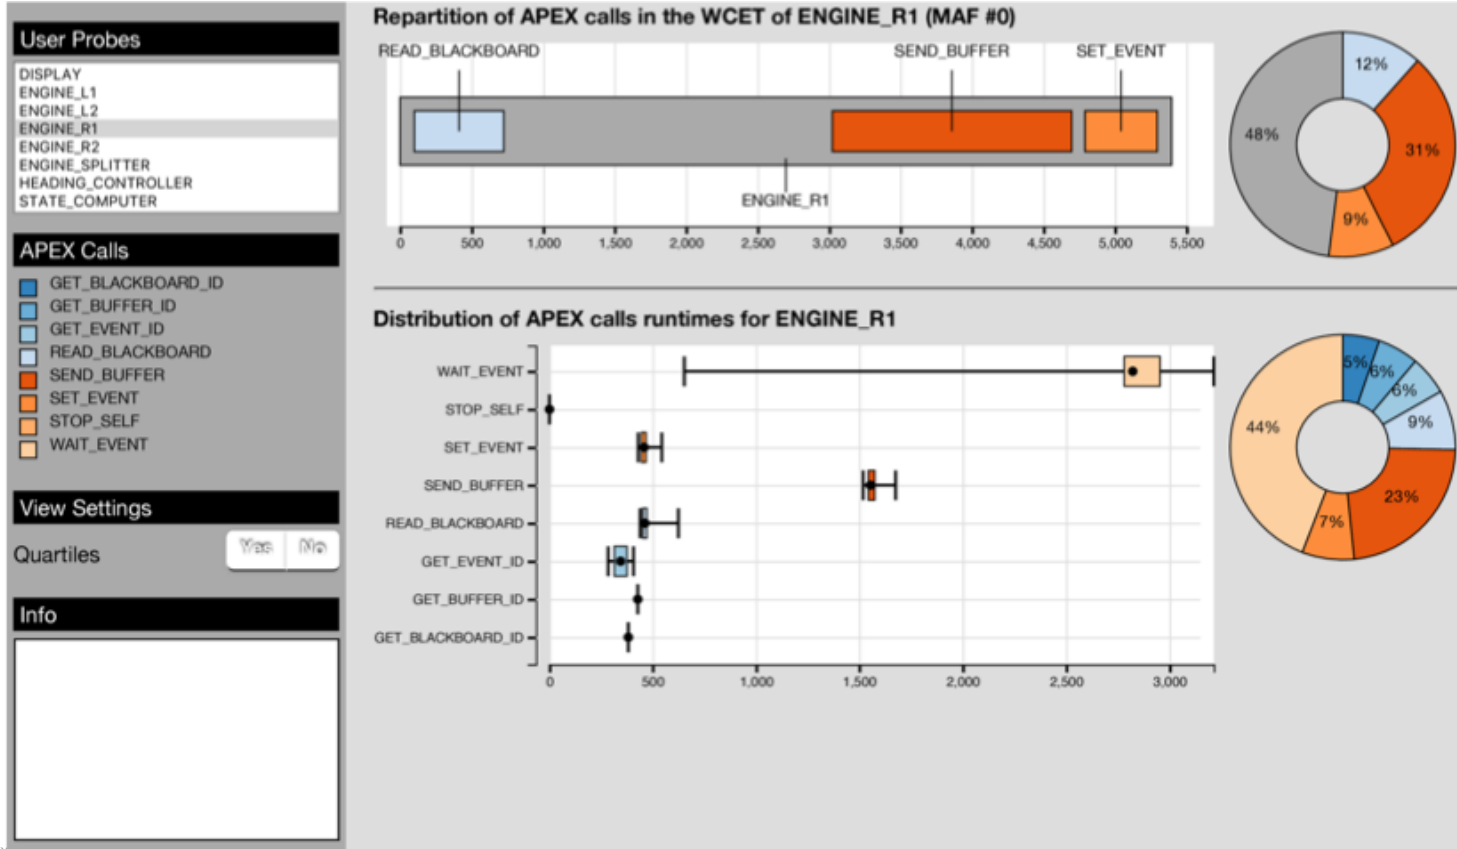 User Probes
DISPLAY
ENGINE_L1
ENGINE_L2
ENGINE_R1
ENGINE_R2
ENGINE_SPLITTER
HEADING_CONTROLLER
STATE_COMPUTER
APEX Calls
GET_BLACKBOARD_ID
GET_BUFFER_ID
GET_EVENT_ID
READ_BLACKBOARD
SEND_BUFFER
SET_EVENT
STOP_SELF
WAIT_EVENT
View Settings
Quartiles Yes No
Info
Repartition of APEX calls in the WCET of ENGINE_R1 (MAF #0)
READ_BLACKBOARD SEND_BUFFER SET_EVENT
ENGINE_R1
0 500 1,000 1,500 2,000 2,500 3,000 3,500 4,000 4,500 5,000 5,500
12%
48%
31%
9%
Distribution of APEX calls runtimes for ENGINE_R1
WAIT_EVENT
STOP_SELF
SET_EVENT
SEND_BUFFER
READ_BLACKBOARD
GET_EVENT_ID
GET_BUFFER_ID
GET_BLACKBOARD_ID
0 500 1,000 1,500 2,000 2,500 3,000
5%
6%
6%
9%
44%
23%
7%